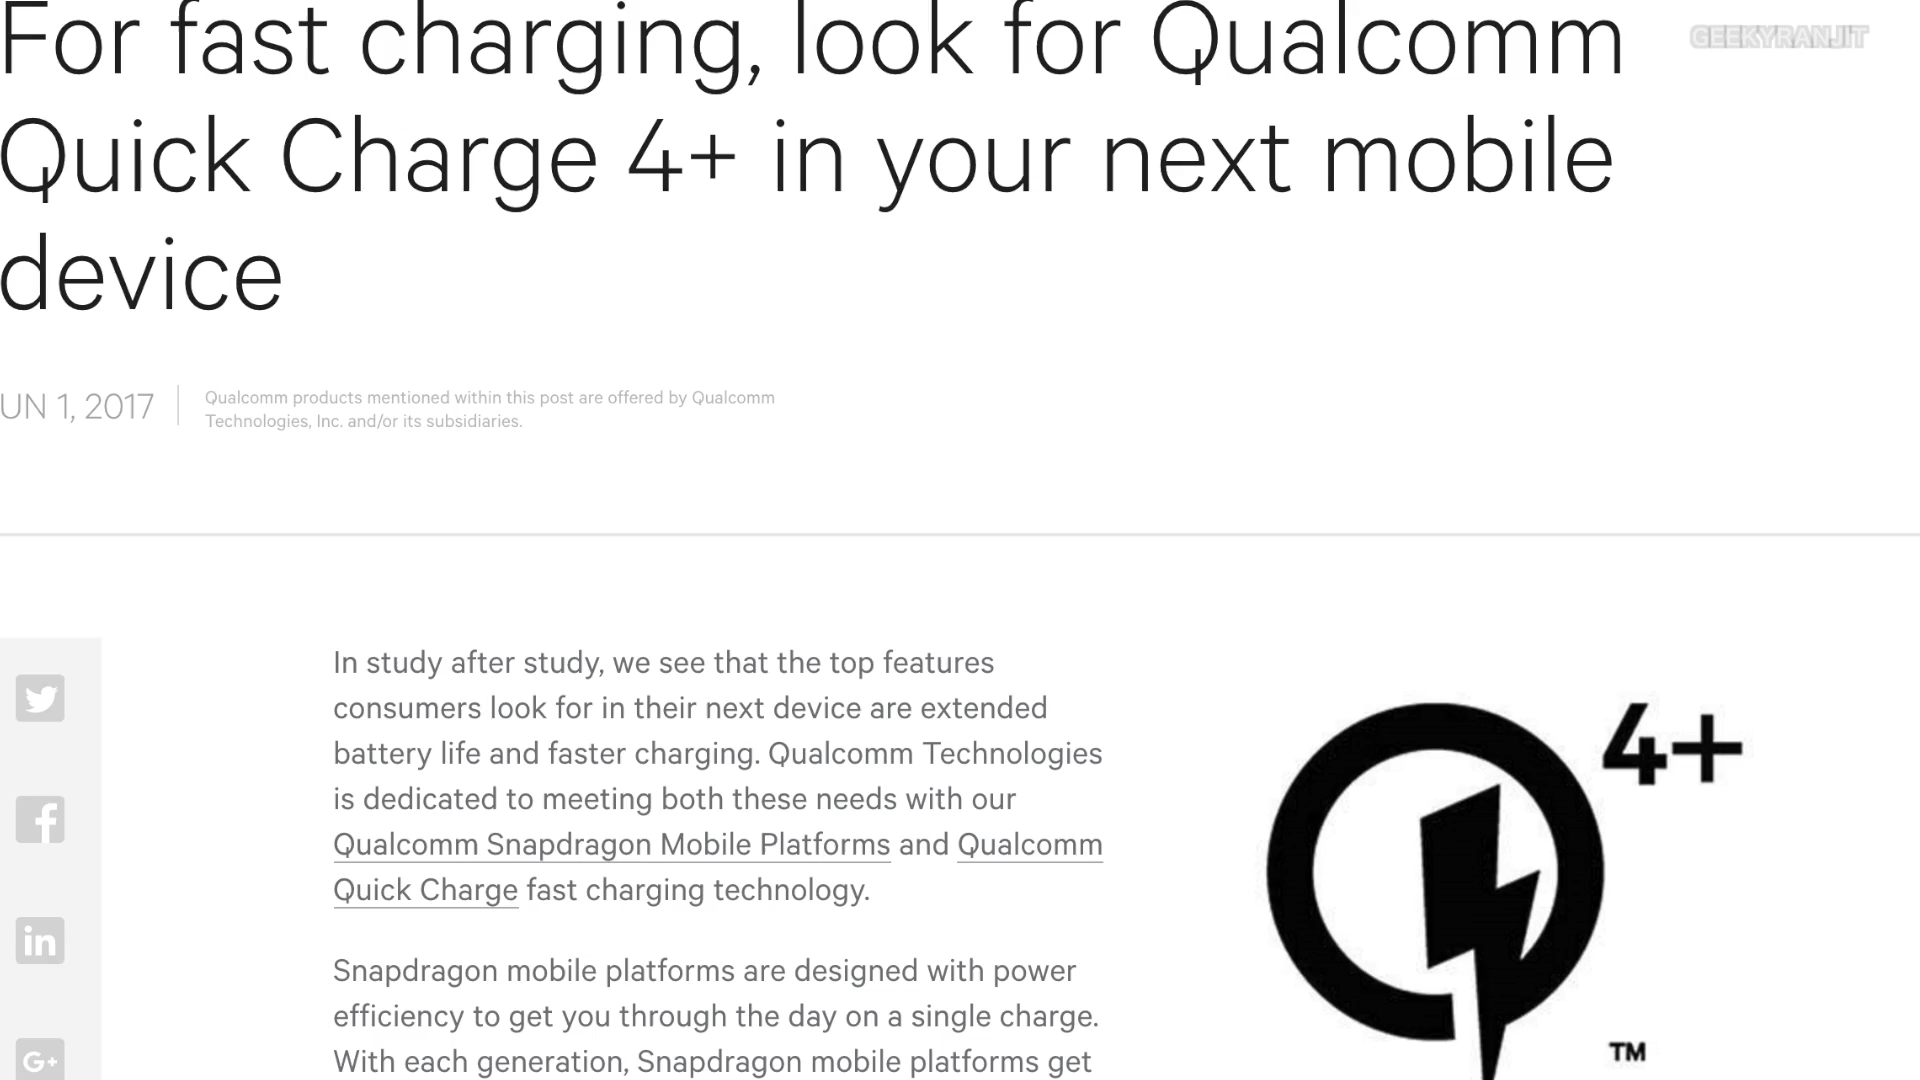 For fast charging, look for Qualcomm
Quick Charge 4+ in your next mobile
device
GEEKYRANJIT
UN 1, 2017
Qualcomm products mentioned within this post are offered by Qualcomm
Technologies, Inc. and/or its subsidiaries.
In study after study, we see that the top features
consumers look for in their next device are extended
battery life and faster charging. Qualcomm Technologies
is dedicated to meeting both these needs with our
Qualcomm Snapdragon Mobile Platforms and Qualcomm
Quick Charge fast charging technology.
Snapdragon mobile platforms are designed with power
efficiency to get you through the day on a single charge.
With each generation, Snapdragon mobile platforms get
4+
TM
in
G+